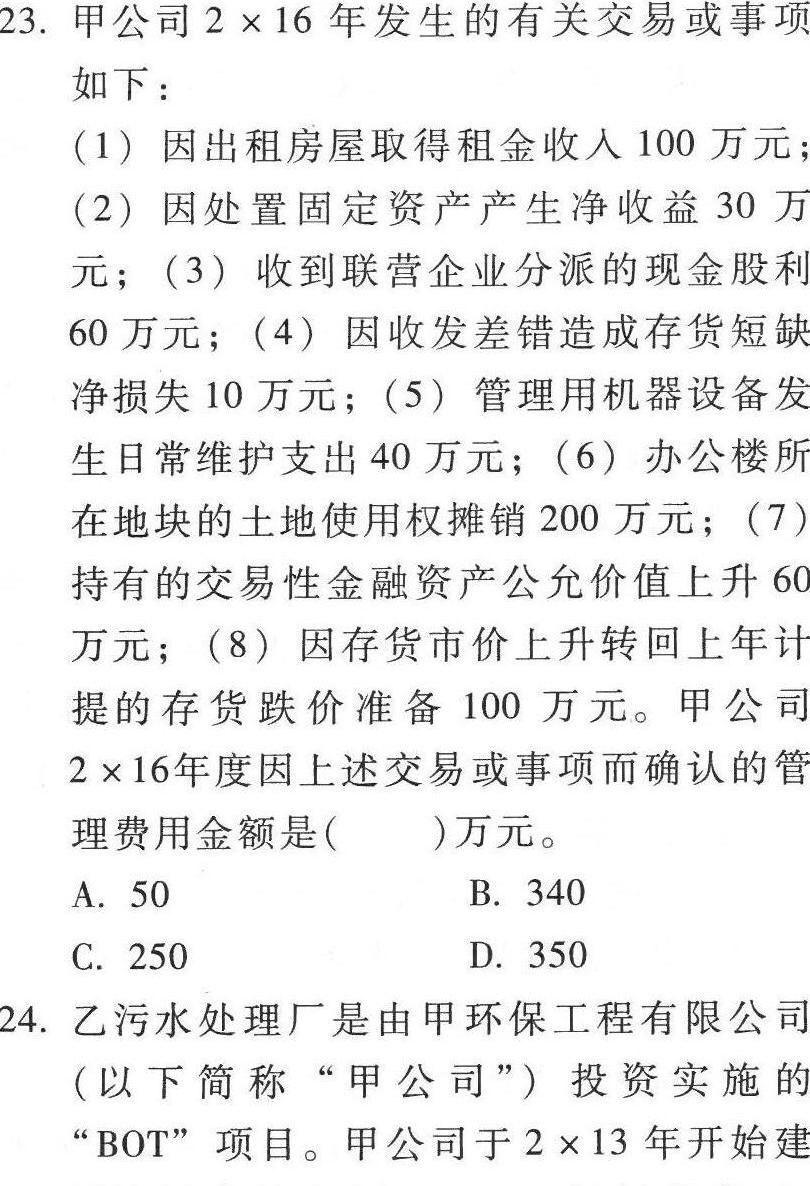 23. 甲公司 2 × 16 年发生的有关交易或事项
如下：
（1） 因出租房屋取得租金收入 100 万元；
（2） 因处置固定资产产生净收益 30 万
元；（3） 收到联营企业分派的现金股利
60 万元；（4） 因收发差错造成存货短缺
净损失 10 万元；（5） 管理用机器设备发
生日常维护支出 40 万元；（6） 办公楼所
在地块的土地使用权摊销 200 万元；（7）
持有的交易性金融资产公允价值上升 60
万元；（8） 因存货市价上升转回上年计
提的存货跌价准备 100 万元。甲公司
2 × 16年度因上述交易或事项而确认的管
理费用金额是(　　)万元。
A. 50　　B. 340
C. 250　　D. 350
24. 乙污水处理厂是由甲环保工程有限公司
（以下简称“甲公司”）投资实施的
“BOT”项目。甲公司于 2 × 13 年开始建